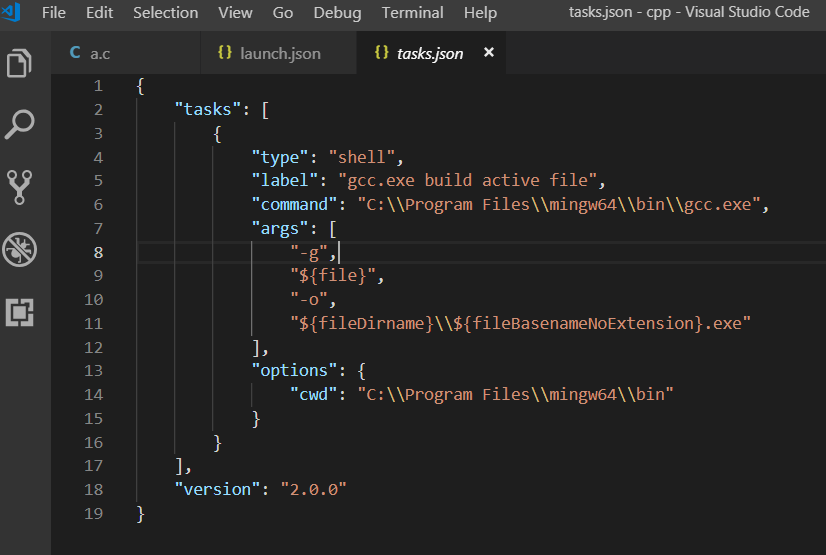 File Edit Selection View Go Debug Terminal Help tasks.json - cpp - Visual Studio Code
C a.c {} launch.json {} tasks.json ×
1 {
2 "tasks": [
3 {
4 "type": "shell",
5 "label": "gcc.exe build active file",
6 "command": "C:\\Program Files\\mingw64\\bin\\gcc.exe",
7 "args": [
8 "-g",
9 "${file}",
10 "-o",
11 "${fileDirname}\\${fileBasenameNoExtension}.exe"
12 ],
13 "options": {
14 "cwd": "C:\\Program Files\\mingw64\\bin"
15 }
16 }
17 ],
18 "version": "2.0.0"
19 }